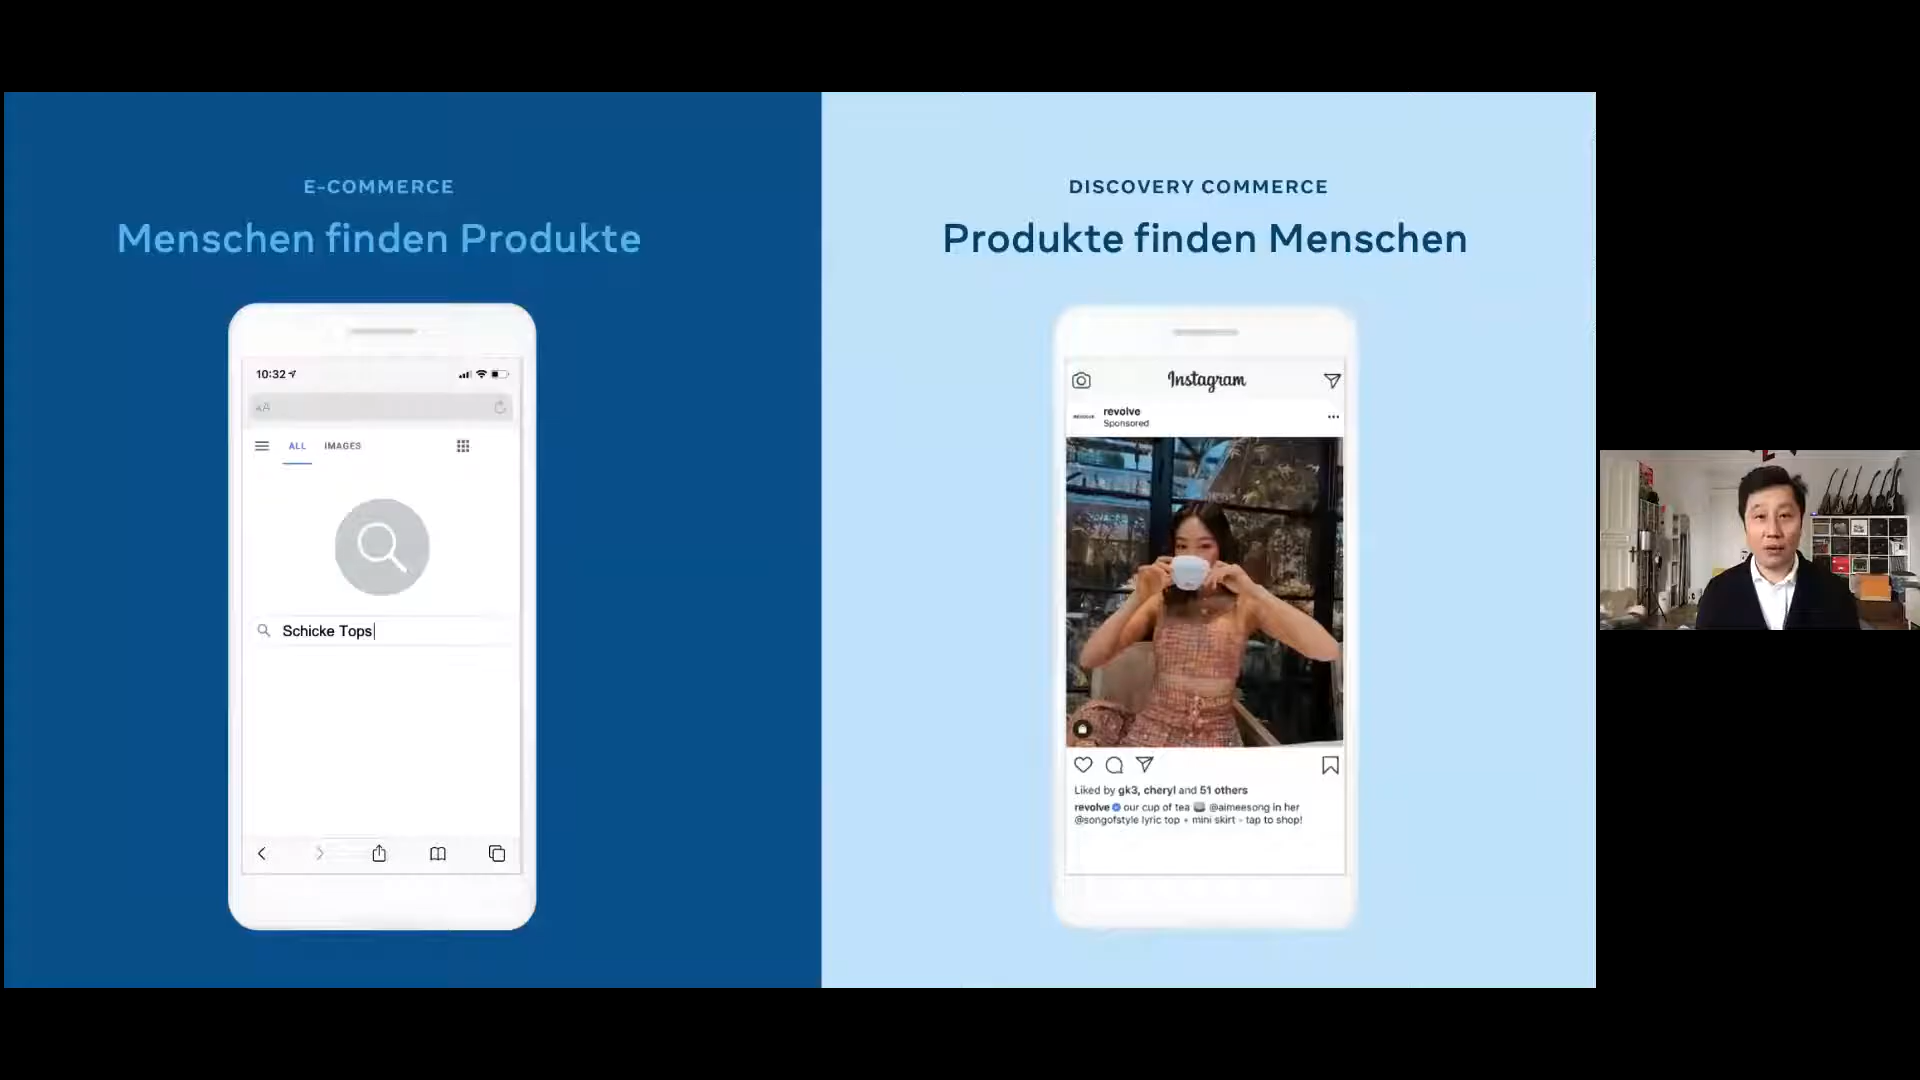 E-COMMERCE
Menschen finden Produkte
10:32
AA
ALL IMAGES
Schicke Tops
DISCOVERY COMMERCE
Produkte finden Menschen
Instagram
revolve
Sponsored
Liked by gk3, cheryl and 51 others
revolve our cup of tea @aimeesong in her
@songofstyle lyric top + mini skirt - tap to shop!